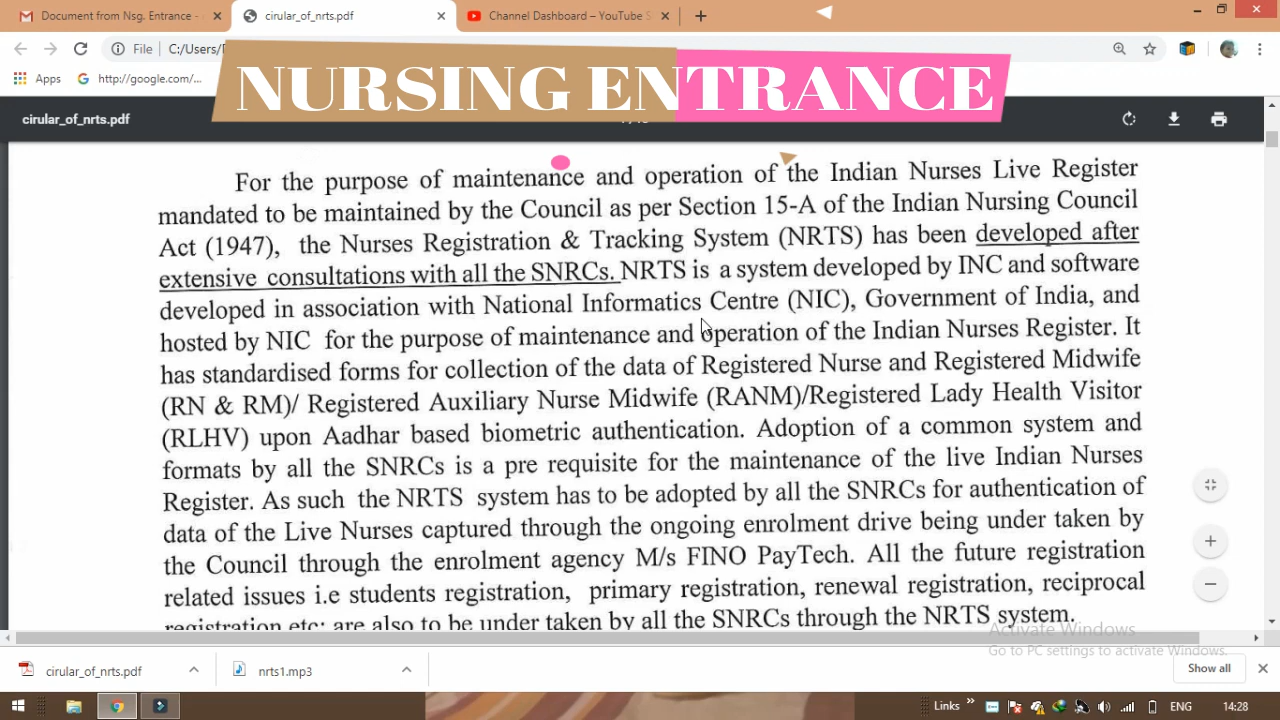 Document from Nsg. Entrance -
cirular_of_nrts.pdf
Channel Dashboard – YouTube S
File
C:/Users/
Apps
http://google.com/...
NURSING ENTRANCE
cirular_of_nrts.pdf
For the purpose of maintenance and operation of the Indian Nurses Live Register
mandated to be maintained by the Council as per Section 15-A of the Indian Nursing Council
Act (1947), the Nurses Registration & Tracking System (NRTS) has been developed after
extensive consultations with all the SNRCs. NRTS is a system developed by INC and software
developed in association with National Informatics Centre (NIC), Government of India, and
hosted by NIC for the purpose of maintenance and operation of the Indian Nurses Register. It
has standardised forms for collection of the data of Registered Nurse and Registered Midwife
(RN & RM)/ Registered Auxiliary Nurse Midwife (RANM)/Registered Lady Health Visitor
(RLHV) upon Aadhar based biometric authentication. Adoption of a common system and
formats by all the SNRCs is a pre requisite for the maintenance of the live Indian Nurses
Register. As such the NRTS system has to be adopted by all the SNRCs for authentication of
data of the Live Nurses captured through the ongoing enrolment drive being under taken by
the Council through the enrolment agency M/s FINO PayTech. All the future registration
related issues i.e students registration, primary registration, renewal registration, reciprocal
registration etc; are also to be under taken by all the SNRCs through the NRTS system.
Activate Windows
Go to PC settings to activate Windows.
cirular_of_nrts.pdf
nrts1.mp3
Show all
Links
ENG
14:28